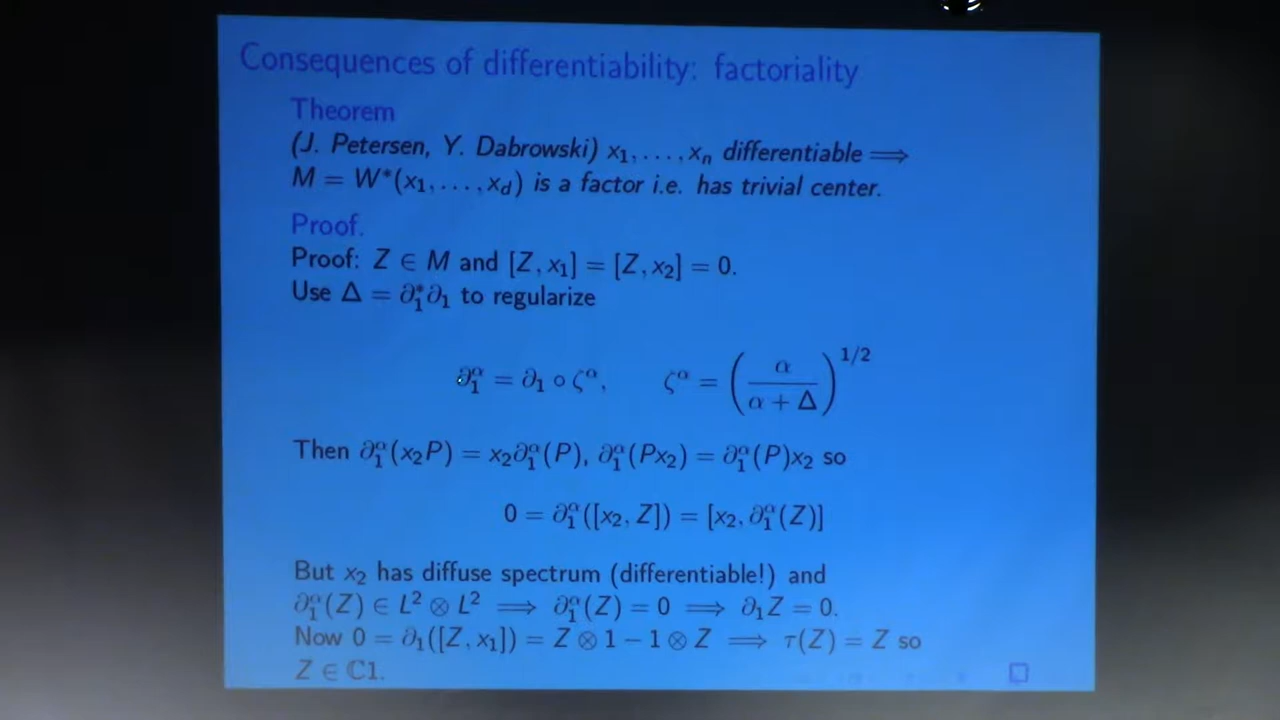 Consequences of differentiability: factoriality
Theorem
(J. Petersen, Y. Dabrowski) x₁, . . . , xₙ differentiable ⟹
M = W*(x₁, . . . , x_d) is a factor i.e. has trivial center.
Proof.
Proof: Z ∈ M and [Z, x₁] = [Z, x₂] = 0.
Use Δ = ∂₁*∂₁ to regularize
∂₁^α = ∂₁ ∘ ζ^α, ζ^α = (α / (α + Δ))^{1/2}
Then ∂₁^α(x₂P) = x₂∂₁^α(P), ∂₁^α(Px₂) = ∂₁^α(P)x₂ so
0 = ∂₁^α([x₂, Z]) = [x₂, ∂₁^α(Z)]
But x₂ has diffuse spectrum (differentiable!) and
∂₁^α(Z) ∈ L² ⊗ L² ⟹ ∂₁^α(Z) = 0 ⟹ ∂₁Z = 0.
Now 0 = ∂₁([Z, x₁]) = Z ⊗ 1 − 1 ⊗ Z ⟹ τ(Z) = Z so
Z ∈ ℂ1.